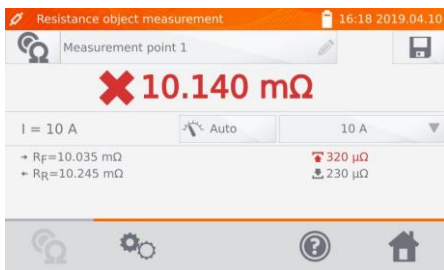 Resistance object measurement 16:18 2019.04.10
Measurement point 1
10.140 mΩ
I = 10 A Auto 10 A
RF=10.035 mΩ 320 µΩ
RR=10.245 mΩ 230 µΩ